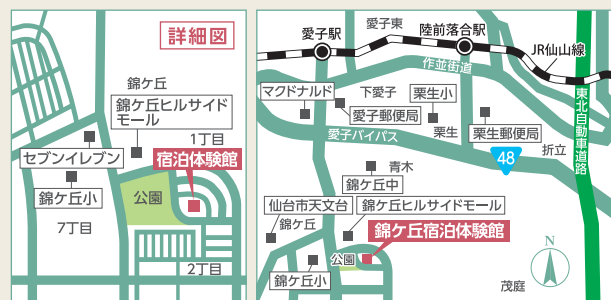 詳細図
錦ケ丘
錦ケ丘ヒルサイド
モール
1丁目
セブンイレブン
宿泊体験館
錦ケ丘小
公園
7丁目
2丁目
愛子駅
愛子東
陸前落合駅
JR仙山線
作並街道
マクドナルド
下愛子
栗生小
愛子郵便局
栗生
栗生郵便局
愛子バイパス
48
折立
東北自動車道路
青木
錦ケ丘中
仙台市天文台
錦ケ丘ヒルサイドモール
錦ケ丘
錦ケ丘宿泊体験館
公園
錦ケ丘小
N
茂庭